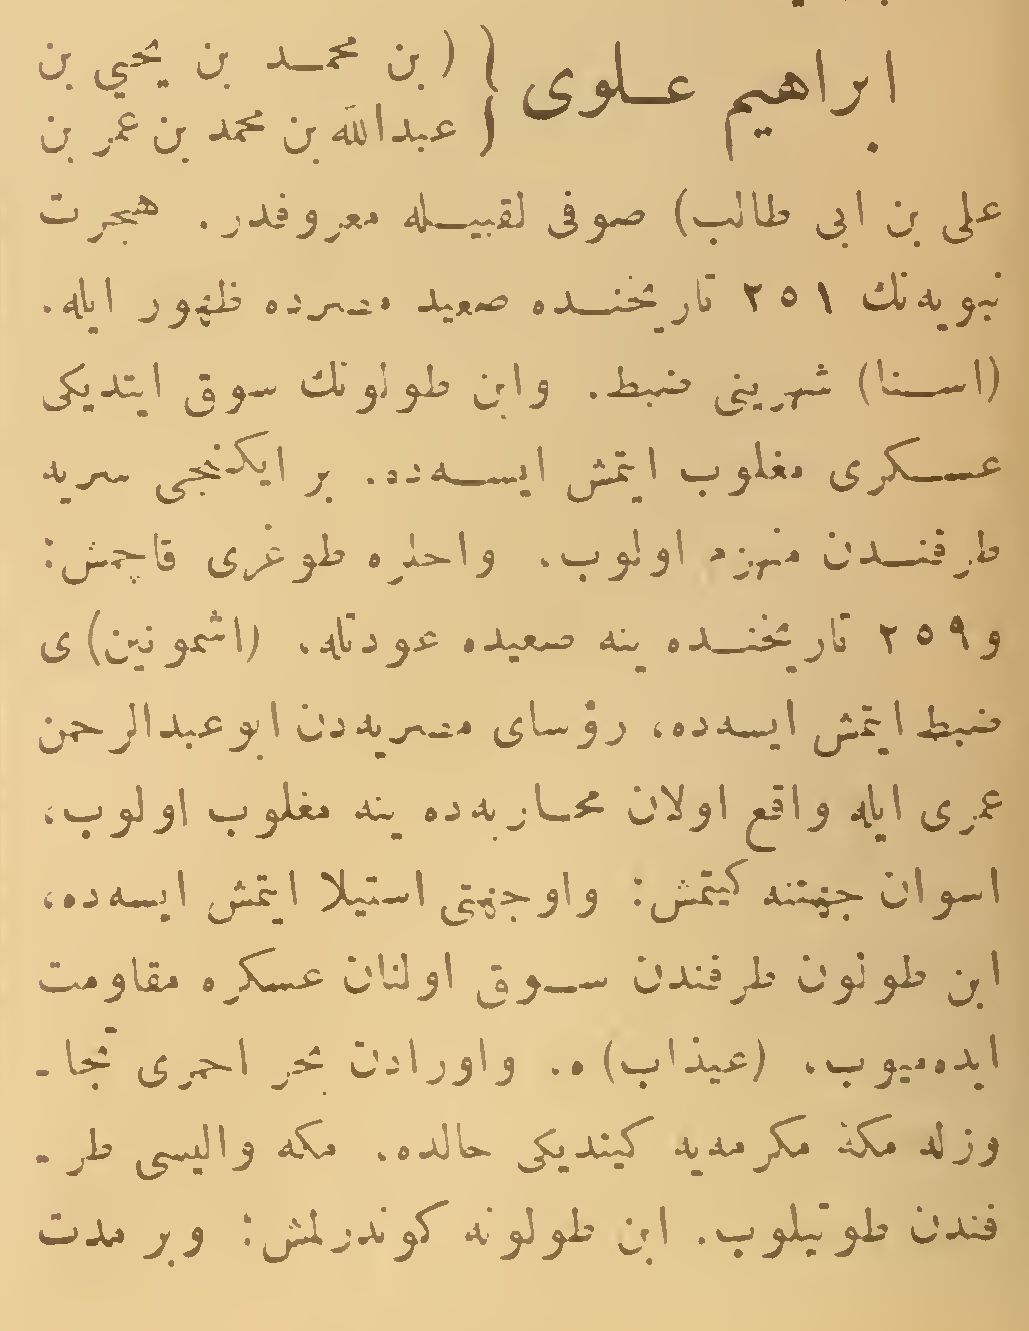 ابراهيم علوى { ( بن محمد بن يحيي بن
عبدالله بن محمد بن عمر بن
على بن ابى طالب) صوفى لقبيله معروفدر. هجرت
نبويه‌نك ٢٥١ تاريخنده صعيد مصرده ظهور ايله.
(اسنا) شهرينى ضبط. وابن طولونك سوق ايتديكى
عسكرى مغلوب ايتمش ايسه‌ده. بر ايكنجى سريه
طرفندن منهزم اولوب. واحلره طوغرى قاچمش:
و٢٥٩ تاريخنده ينه صعيده عودتله. (اشمونين)ى
ضبط ايتمش ايسه‌ده، رؤساى مصريه‌دن ابوعبدالرحمن
عمرى ايله واقع اولان محاربه‌ده ينه مغلوب اولوب،
اسوان جهتنه كيتمش: واوجهتى استيلا ايتمش ايسه‌ده،
ابن طولون طرفندن سوق اولنان عسكره مقاومت
ايده‌ميوب، (عيذاب)ه. واورادن بحر احمرى تجا-
وزله مكهٔ مكرمه‌يه كيتديكى حالده. مكه واليسى طر-
فندن طوتيلوب. ابن طولونه كوندرلمش: وبر مدت